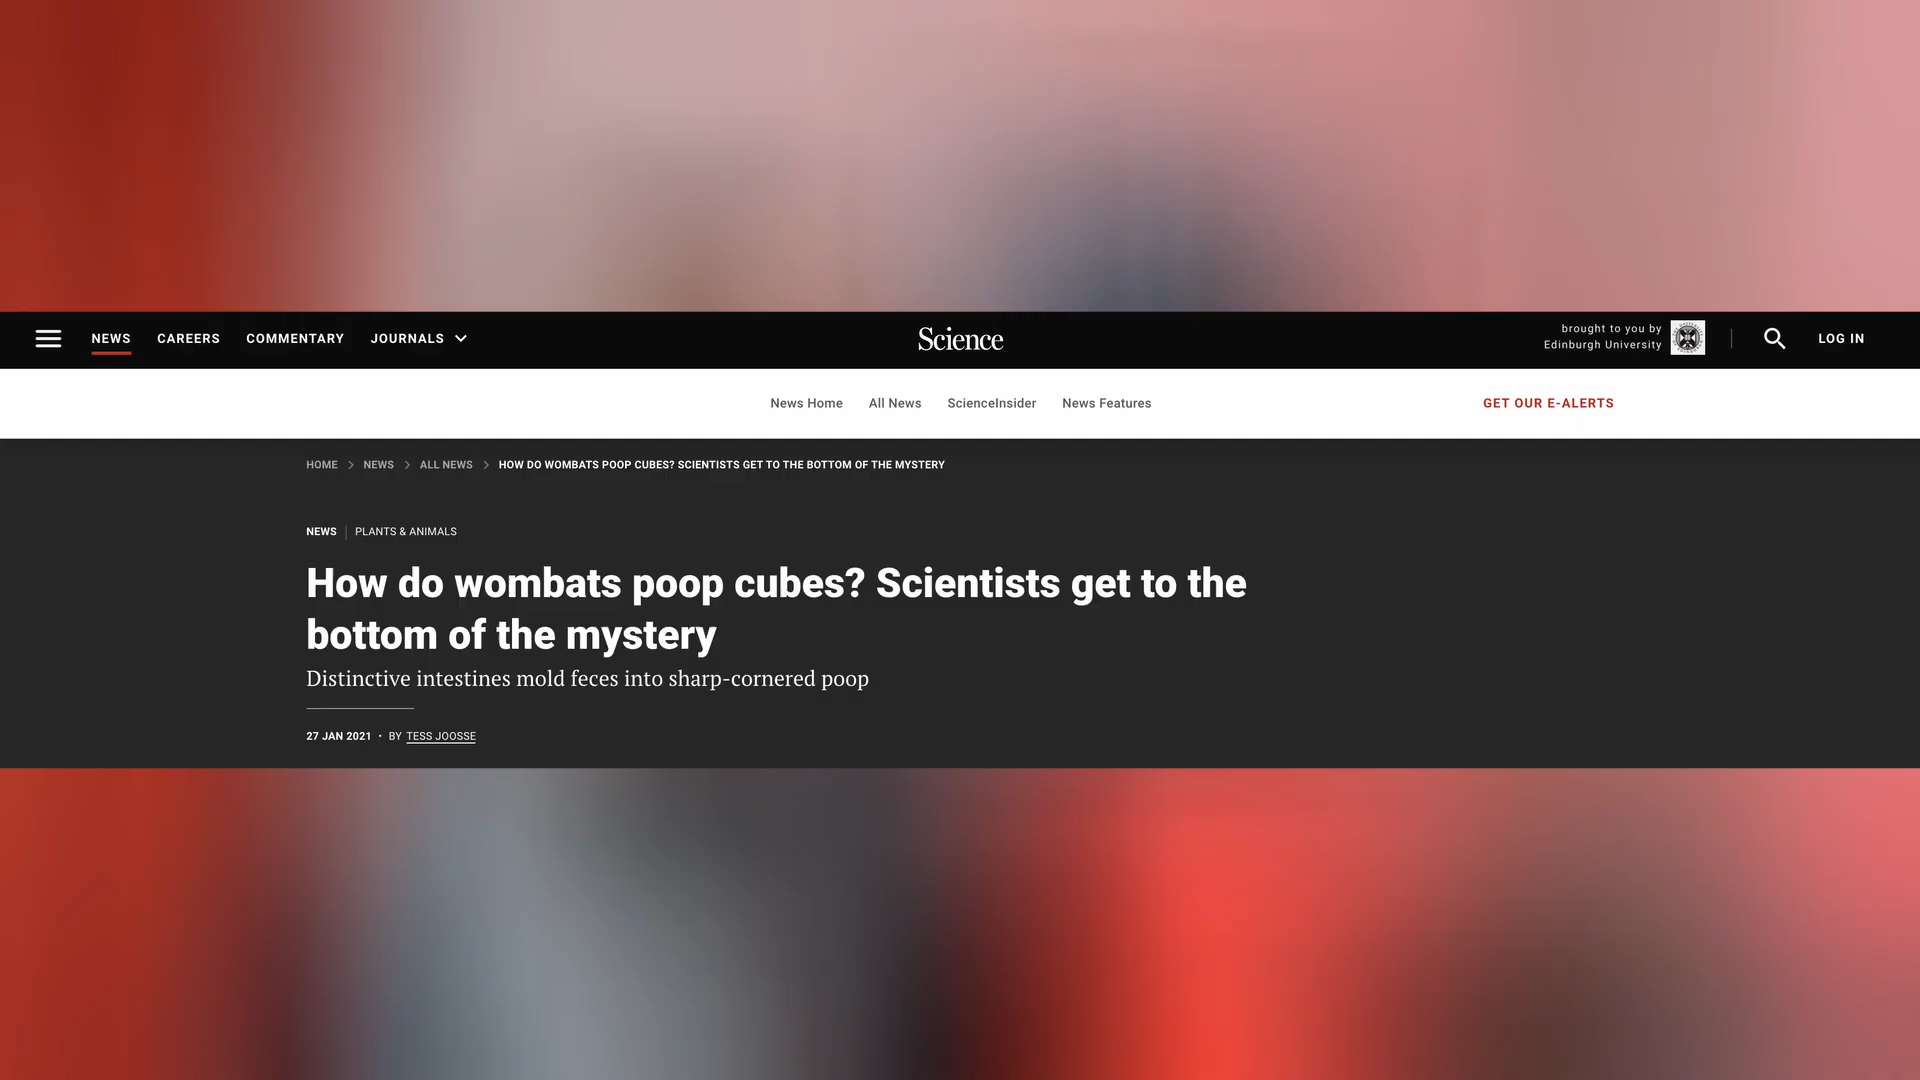 NEWS CAREERS COMMENTARY JOURNALS
Science
brought to you by
Edinburgh University
LOG IN
News Home All News ScienceInsider News Features
GET OUR E-ALERTS
HOME > NEWS > ALL NEWS > HOW DO WOMBATS POOP CUBES? SCIENTISTS GET TO THE BOTTOM OF THE MYSTERY
NEWS | PLANTS & ANIMALS
How do wombats poop cubes? Scientists get to the
bottom of the mystery
Distinctive intestines mold feces into sharp-cornered poop
27 JAN 2021 • BY TESS JOOSSE